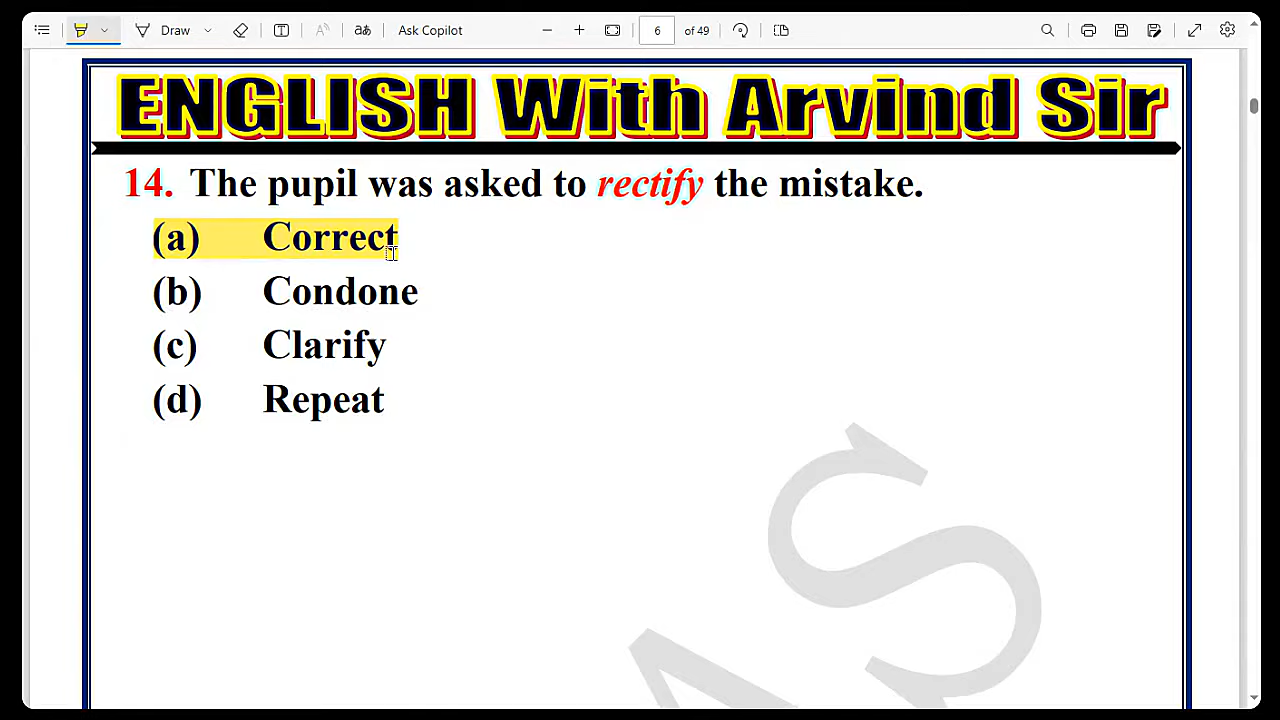 Draw
Ask Copilot
6 of 49
ENGLISH With Arvind Sir
14. The pupil was asked to rectify the mistake.
(a) Correct
(b) Condone
(c) Clarify
(d) Repeat